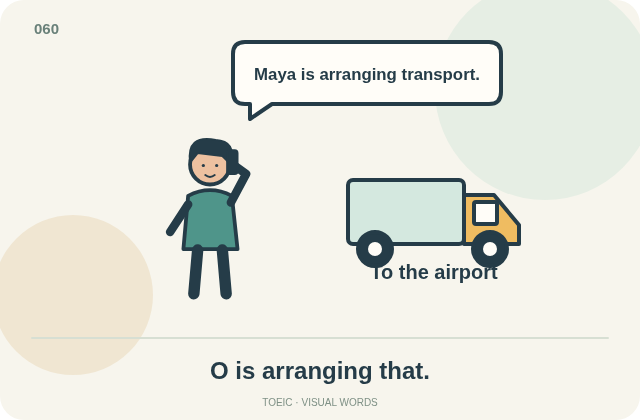 060
Maya is arranging transport.
To the airport
O is arranging that.
TOEIC · VISUAL WORDS